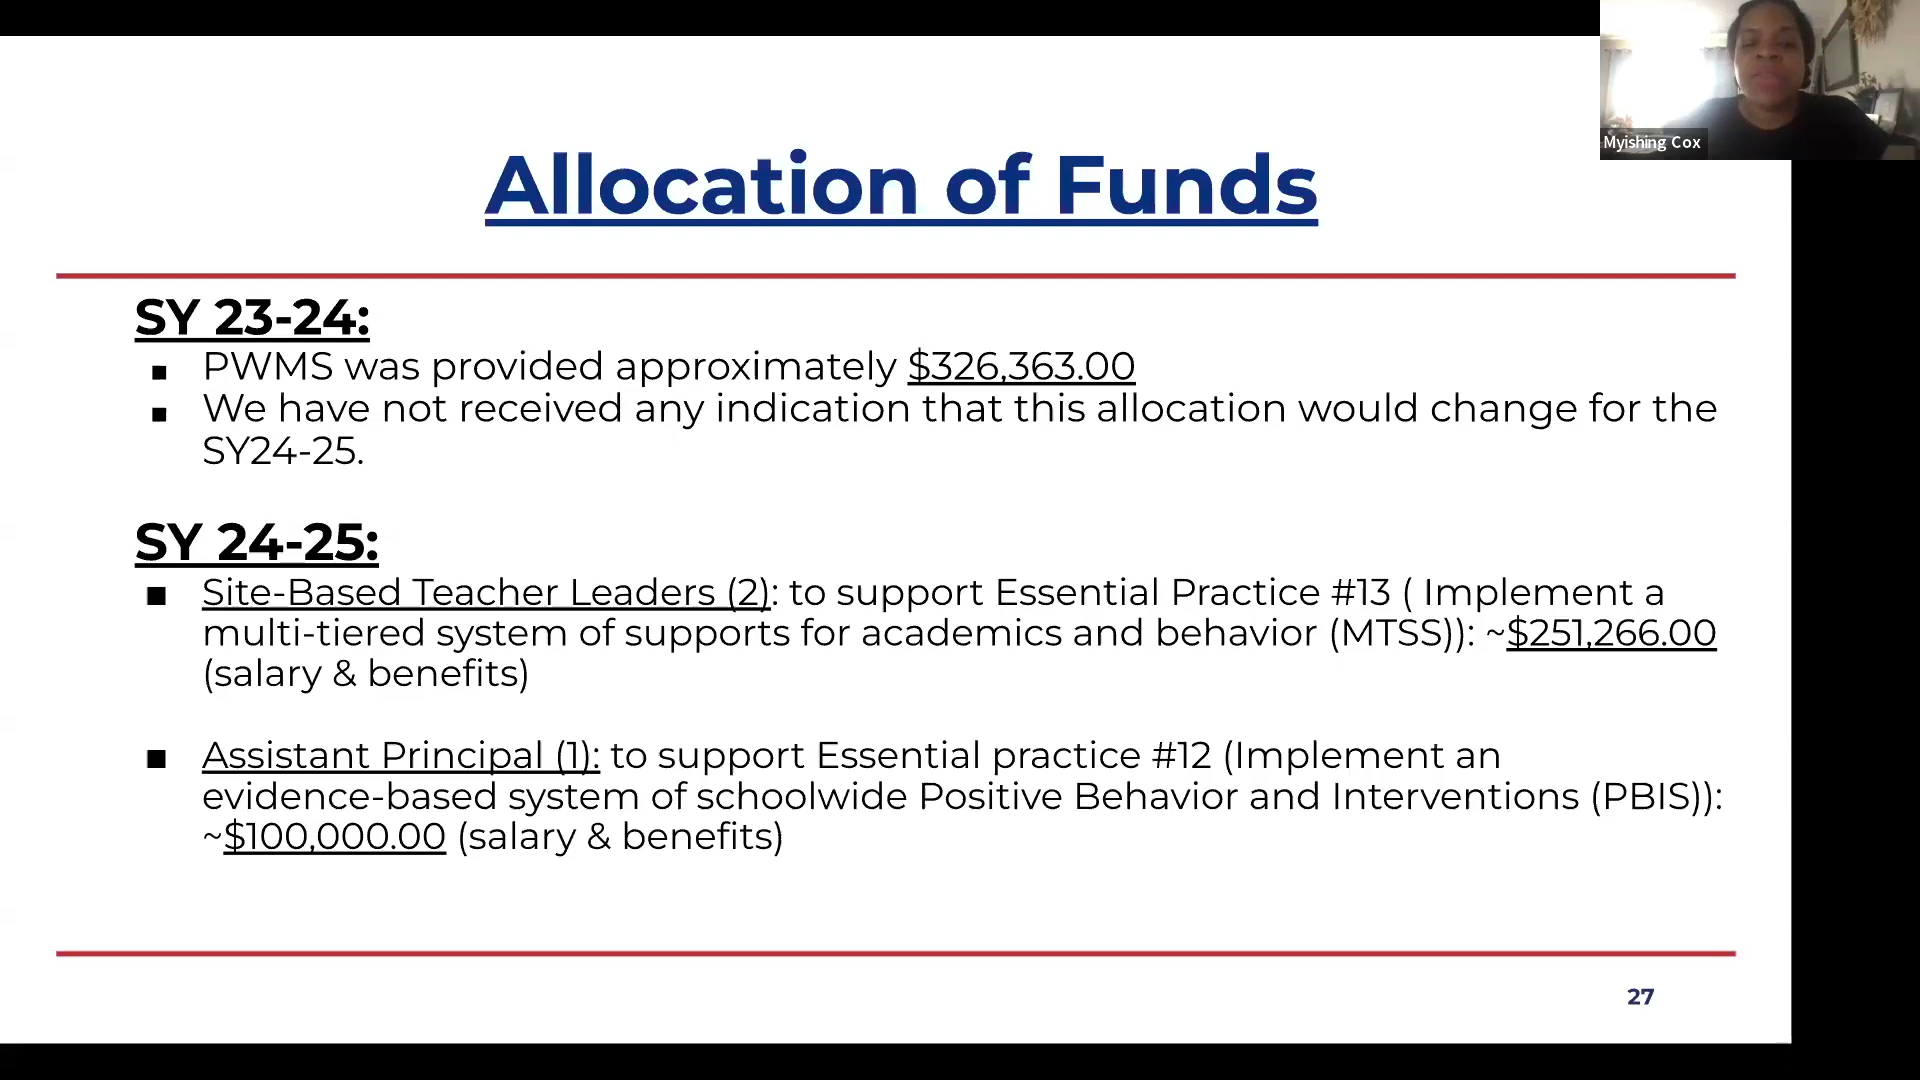 Myishing Cox
Allocation of Funds
SY 23-24:
▪ PWMS was provided approximately $326,363.00
▪ We have not received any indication that this allocation would change for the
SY24-25.
SY 24-25:
▪ Site-Based Teacher Leaders (2): to support Essential Practice #13 ( Implement a
multi-tiered system of supports for academics and behavior (MTSS)): ~$251,266.00
(salary & benefits)
▪ Assistant Principal (1): to support Essential practice #12 (Implement an
evidence-based system of schoolwide Positive Behavior and Interventions (PBIS)):
~$100,000.00 (salary & benefits)
27